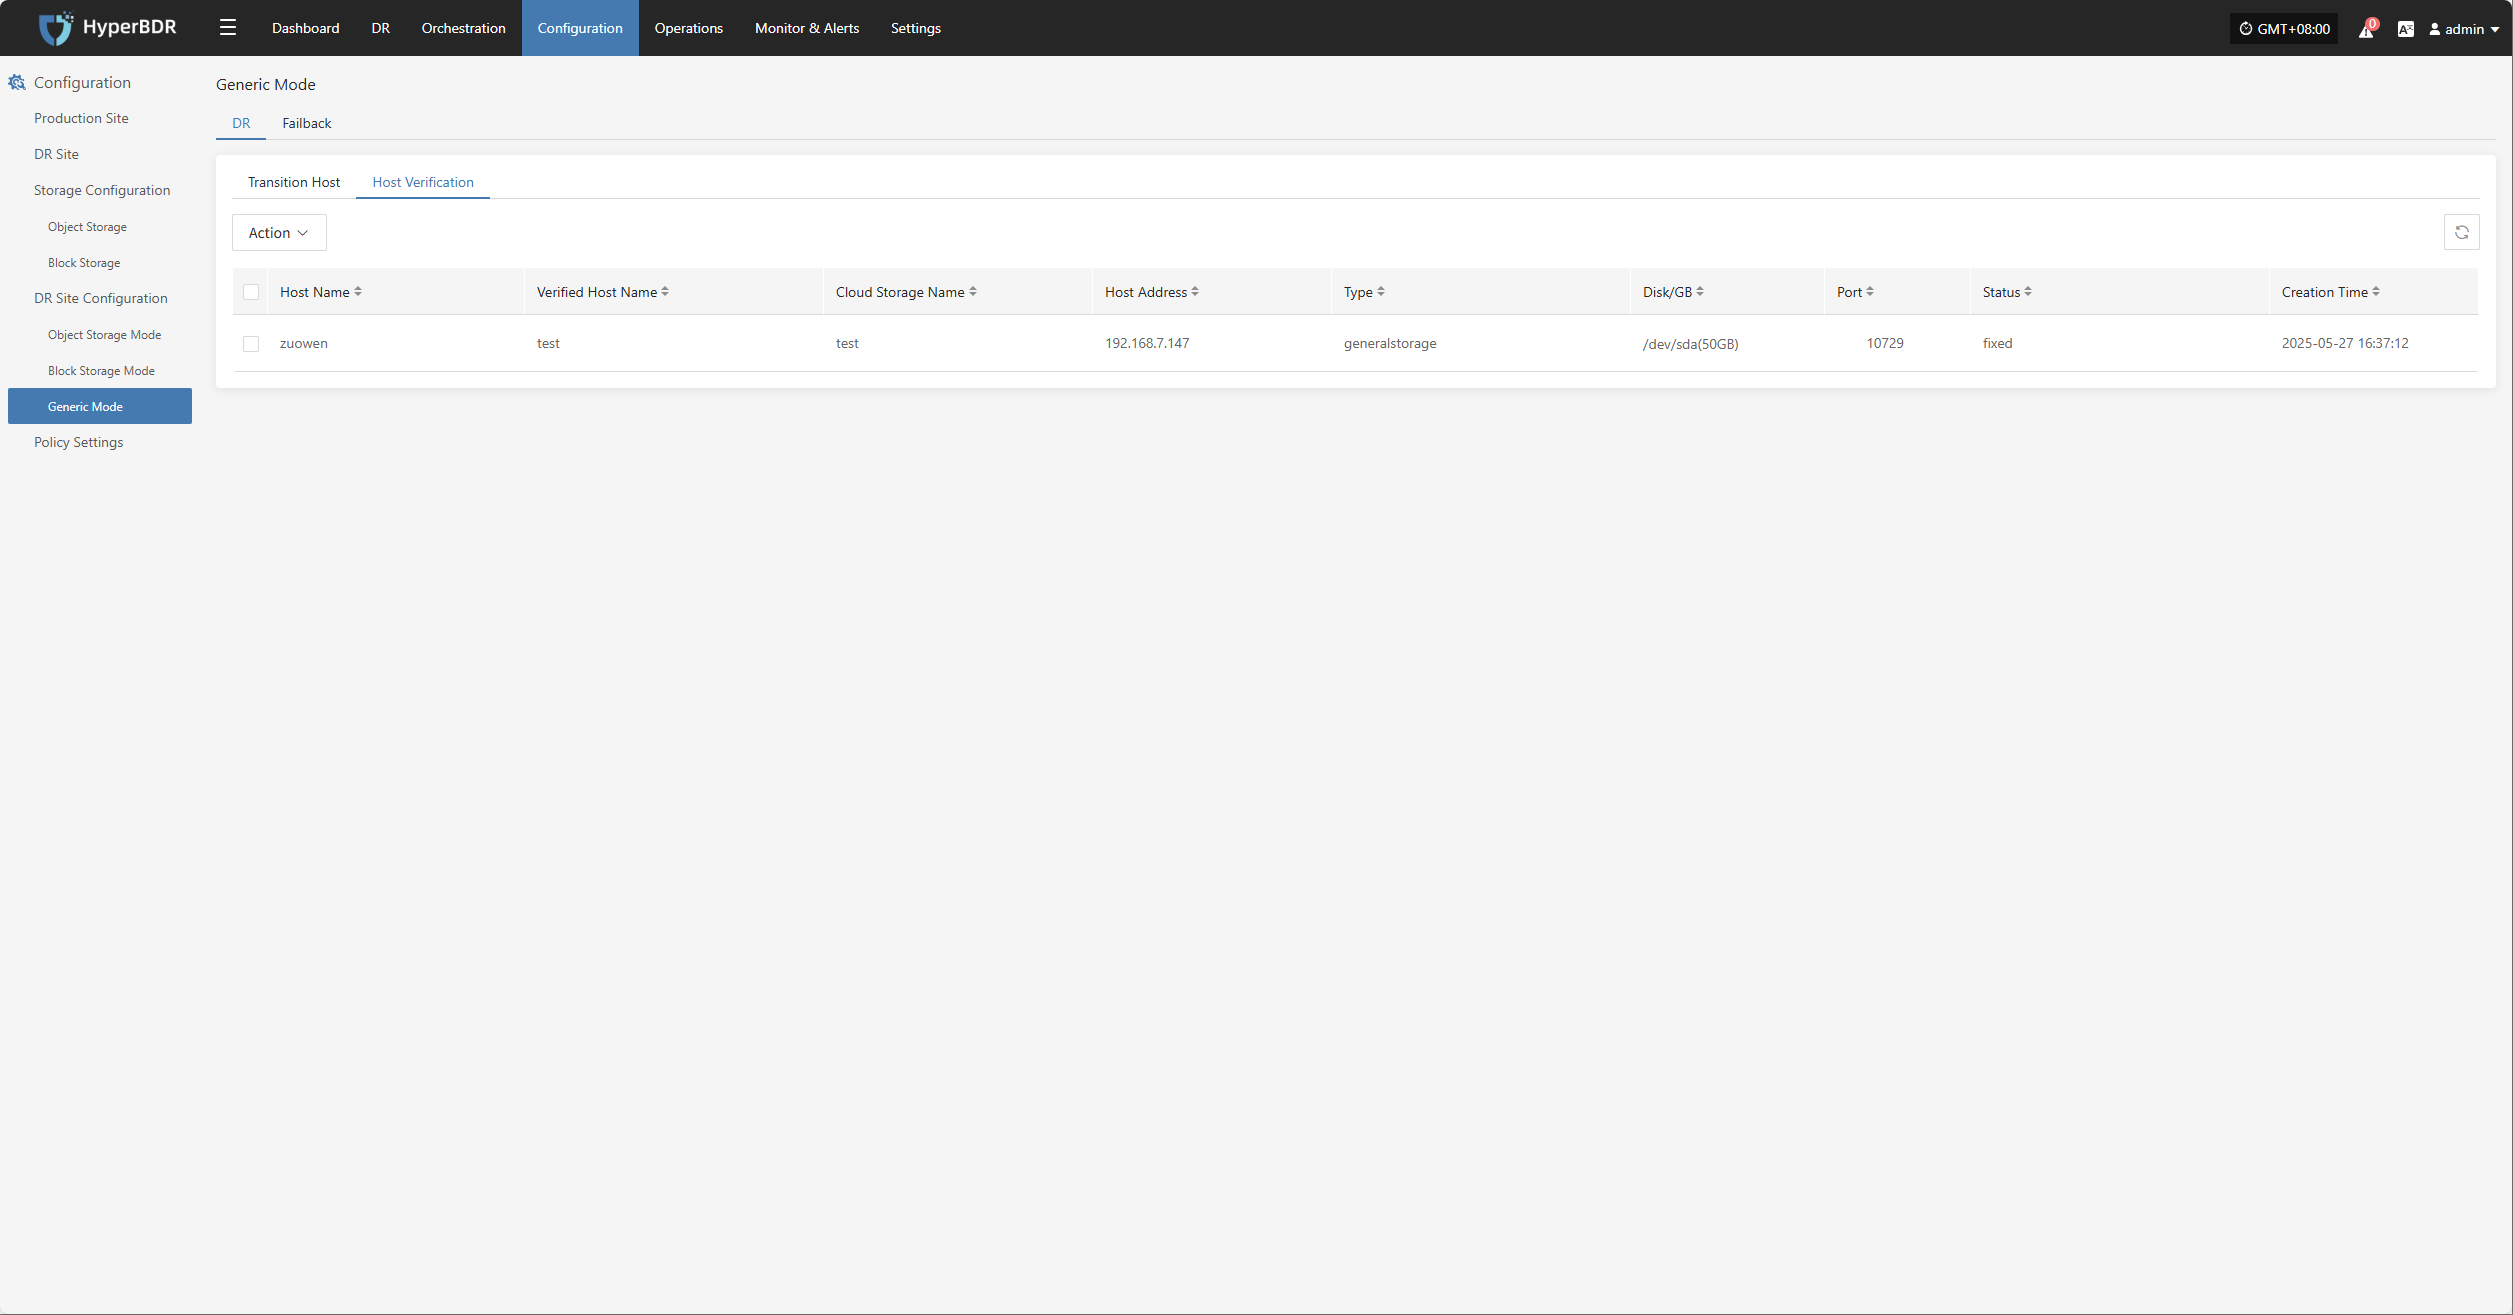 HyperBDR
Dashboard DR Orchestration Configuration Operations Monitor & Alerts Settings GMT+08:00 0 admin
Configuration
Production Site
DR Site
Storage Configuration
Object Storage
Block Storage
DR Site Configuration
Object Storage Mode
Block Storage Mode
Generic Mode
Policy Settings
Generic Mode
DR Failback
Transition Host Host Verification
Action
Host Name Verified Host Name Cloud Storage Name Host Address Type Disk/GB Port Status Creation Time
zuowen test test 192.168.7.147 generalstorage /dev/sda(50GB) 10729 fixed 2025-05-27 16:37:12